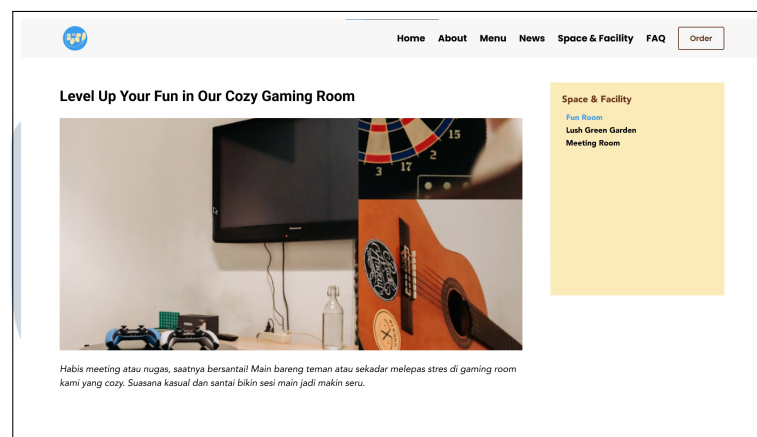 Home About Menu News Space & Facility FAQ Order
Level Up Your Fun in Our Cozy Gaming Room
Space & Facility
Fun Room
Lush Green Garden
Meeting Room
15
2
17
3
Panasonic
Habis meeting atau nugas, saatnya bersantai! Main bareng teman atau sekadar melepas stres di gaming room
kami yang cozy. Suasana kasual dan santai bikin sesi main jadi makin seru.